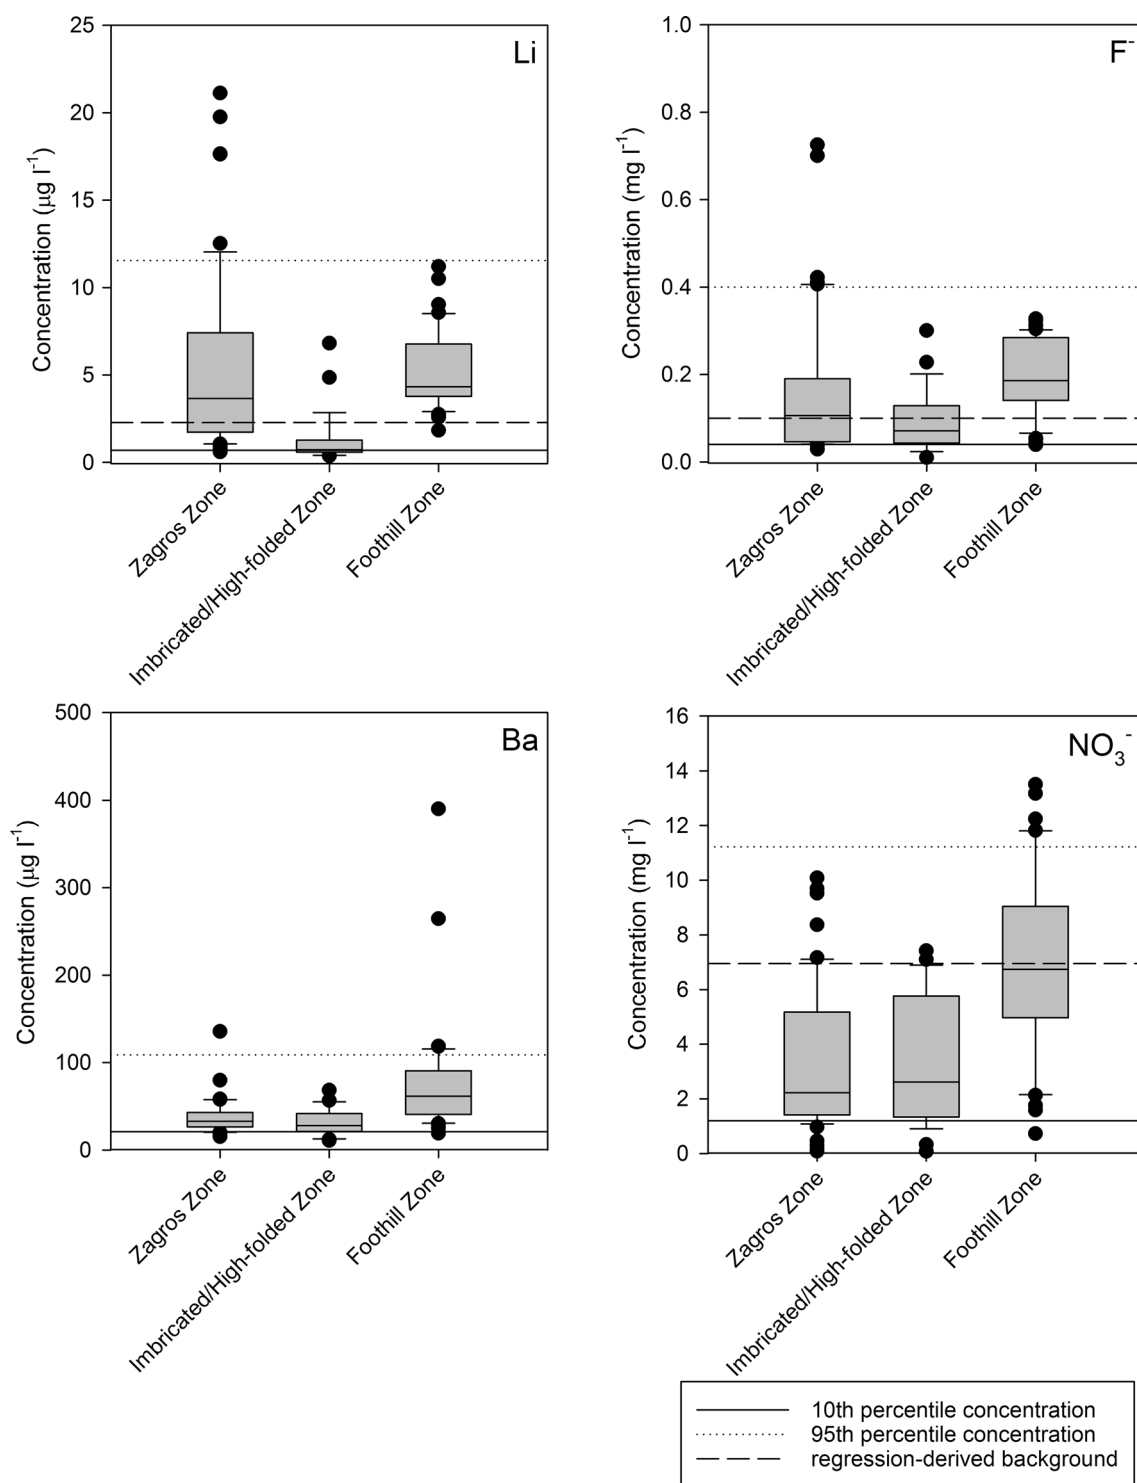 Li
Concentration (µg l⁻¹)
25
20
15
10
5
0
Zagros Zone
Imbricated/High-folded Zone
Foothill Zone
F⁻
Concentration (mg l⁻¹)
1.0
0.8
0.6
0.4
0.2
0.0
Zagros Zone
Imbricated/High-folded Zone
Foothill Zone
Ba
Concentration (µg l⁻¹)
500
400
300
200
100
0
Zagros Zone
Imbricated/High-folded Zone
Foothill Zone
NO₃⁻
Concentration (mg l⁻¹)
16
14
12
10
8
6
4
2
0
Zagros Zone
Imbricated/High-folded Zone
Foothill Zone
10th percentile concentration
95th percentile concentration
regression-derived background